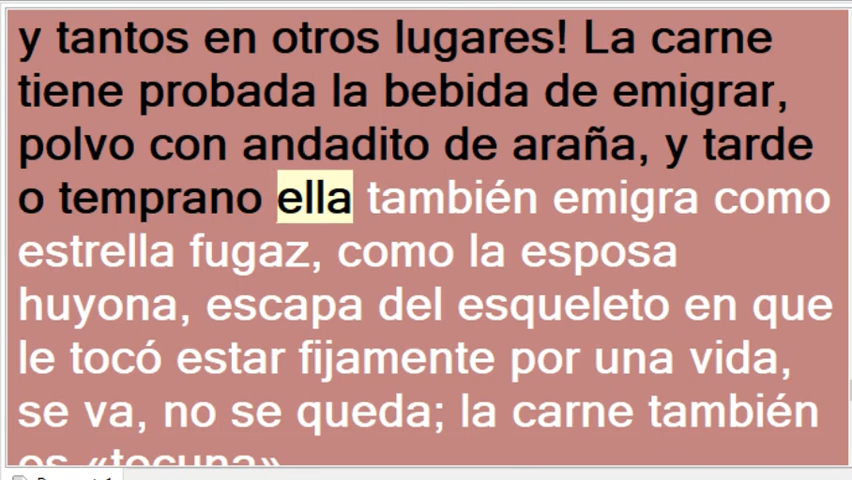 y tantos en otros lugares! La carne
tiene probada la bebida de emigrar,
polvo con andadito de araña, y tarde
o temprano ella también emigra como
estrella fugaz, como la esposa
huyona, escapa del esqueleto en que
le tocó estar fijamente por una vida,
se va, no se queda; la carne también
es «tocuna»